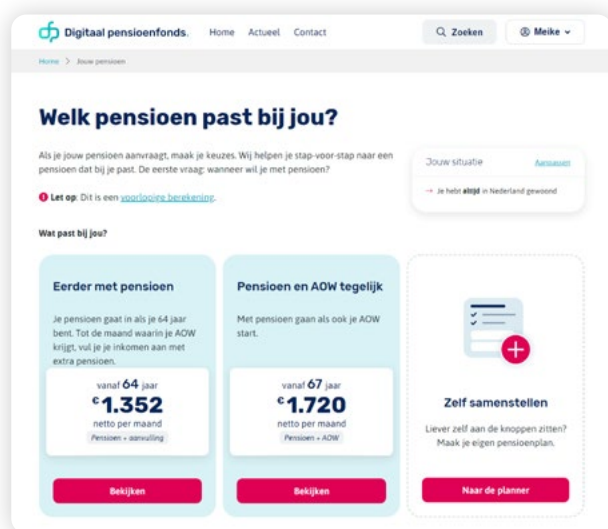 Digitaal pensioenfonds.
Home Actueel Contact
Zoeken
Meike
Home > Jouw pensioen
Welk pensioen past bij jou?
Als je jouw pensioen aanvraagt, maak je keuzes. Wij helpen je stap-voor-stap naar een
pensioen dat bij je past. De eerste vraag: wanneer wil je met pensioen?
Let op: Dit is een voorlopige berekening.
Jouw situatie
Aanpassen
→ Je hebt altijd in Nederland gewoond
Wat past bij jou?
Eerder met pensioen
Je pensioen gaat in als je 64 jaar
bent. Tot de maand waarin je AOW
krijgt, vul je je inkomen aan met
extra pensioen.
vanaf 64 jaar
€1.352
netto per maand
Pensioen + aanvulling
Bekijken
Pensioen en AOW tegelijk
Met pensioen gaan als ook je AOW
start.
vanaf 67 jaar
€1.720
netto per maand
Pensioen + AOW
Bekijken
Zelf samenstellen
Liever zelf aan de knoppen zitten?
Maak je eigen pensioenplan.
Naar de planner